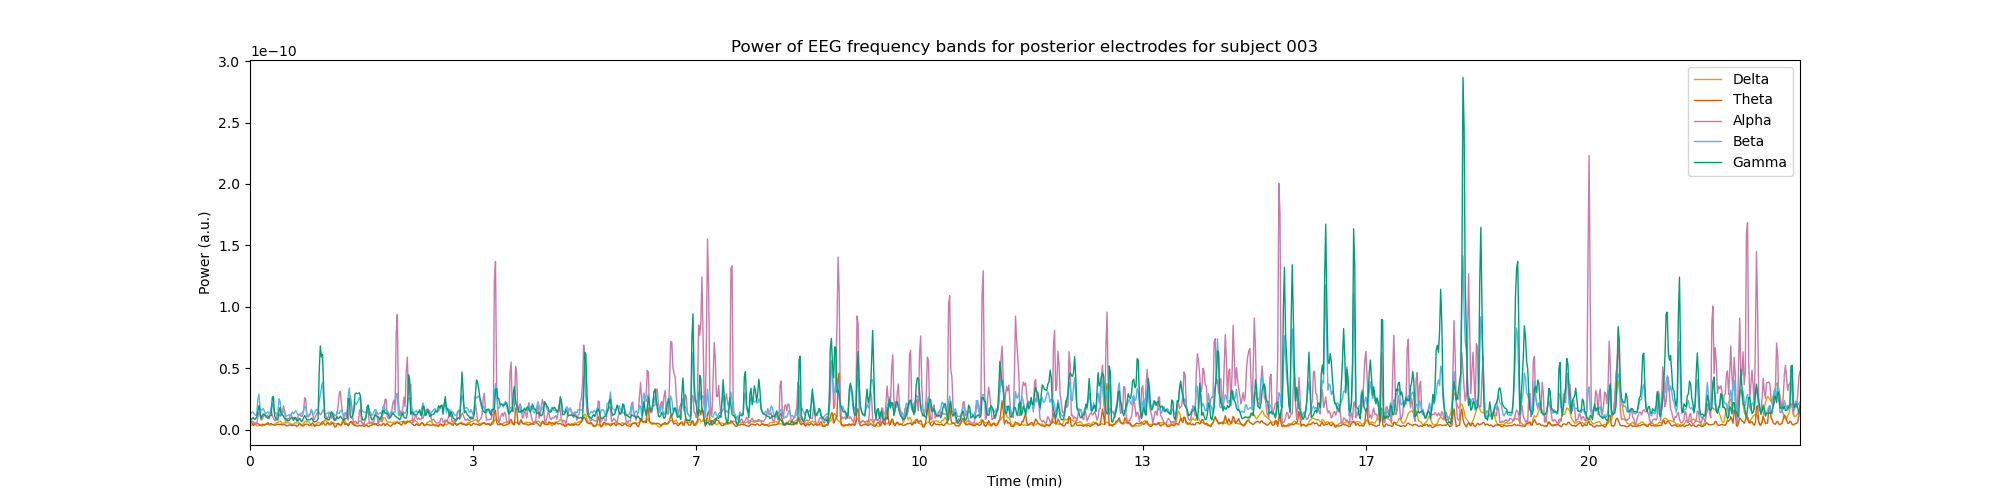 Power of EEG frequency bands for posterior electrodes for subject 003
1e−10
3.0
2.5
2.0
1.5
1.0
0.5
0.0
Power (a.u.)
Delta
Theta
Alpha
Beta
Gamma
0 3 7 10 13 17 20
Time (min)